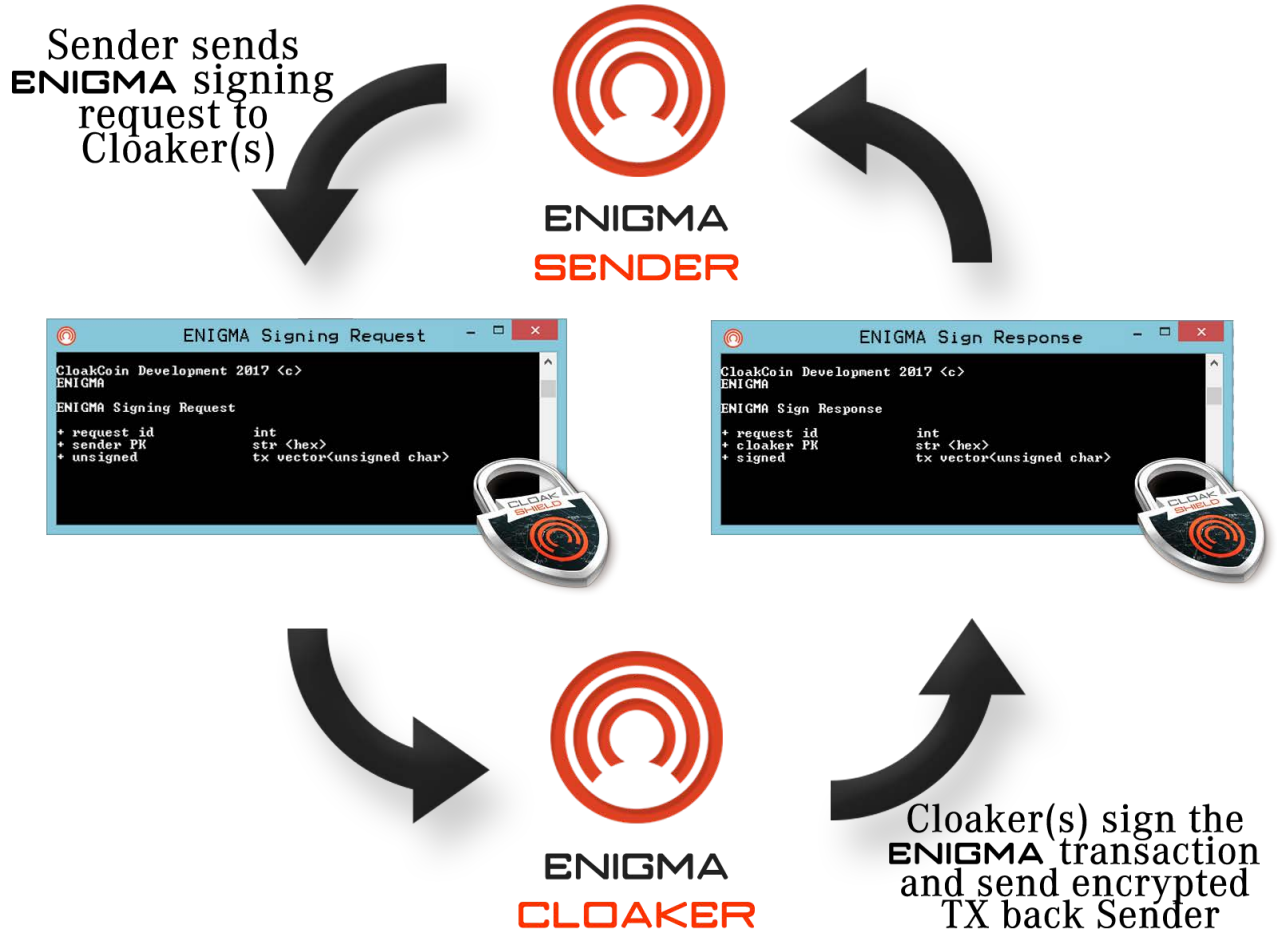 Sender sends
ENIGMA signing
request to
Cloaker(s)
ENIGMA
SENDER
ENIGMA Signing Request
CloakCoin Development 2017 <c>
ENIGMA
ENIGMA Signing Request
+ request id int
+ sender PK str <hex>
+ unsigned tx vector<unsigned char>
CLOAK
SHIELD
ENIGMA Sign Response
CloakCoin Development 2017 <c>
ENIGMA
ENIGMA Sign Response
+ request id int
+ cloaker PK str <hex>
+ signed tx vector<unsigned char>
CLOAK
SHIELD
ENIGMA
CLOAKER
Cloaker(s) sign the
ENIGMA transaction
and send encrypted
TX back Sender